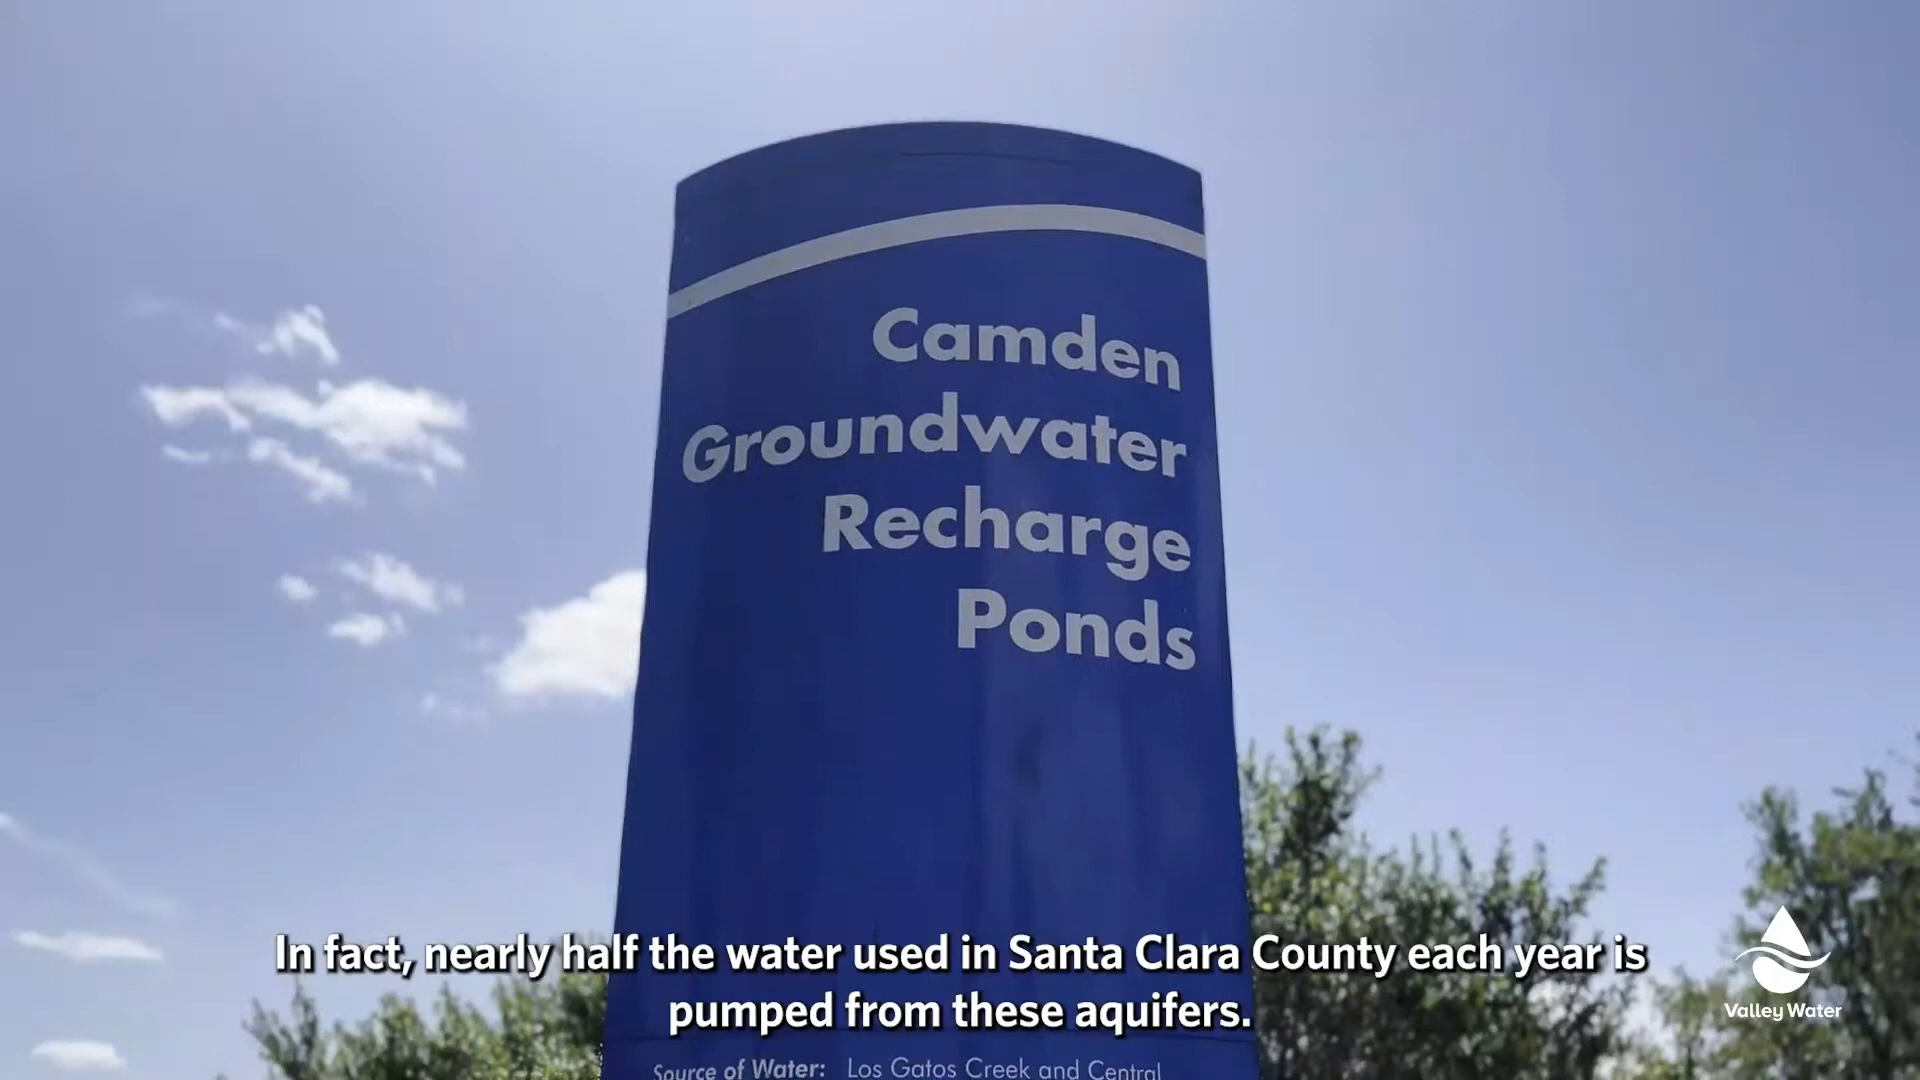 Camden
Groundwater
Recharge
Ponds
In fact, nearly half the water used in Santa Clara County each year is
pumped from these aquifers.
Valley Water
Source of Water: Los Gatos Creek and Central